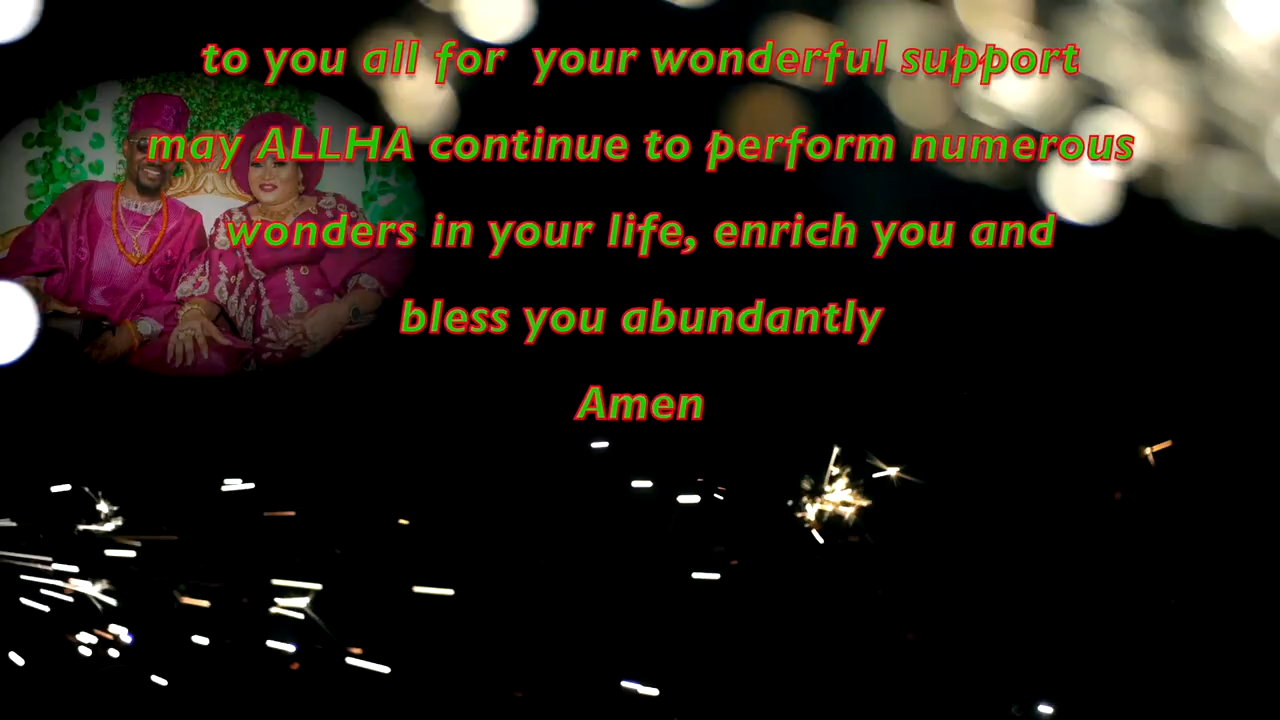 to you all for your wonderful support
may ALLHA continue to perform numerous
wonders in your life, enrich you and
bless you abundantly
Amen